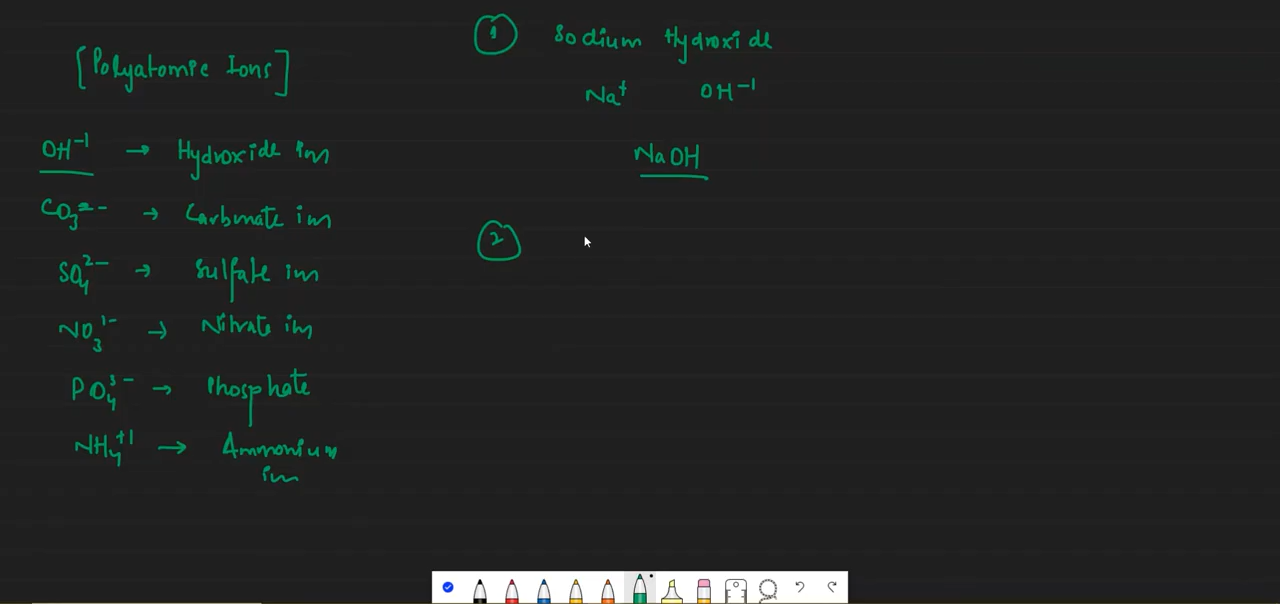 [Polyatomic Ions]
OH⁻¹ → Hydroxide ion
CO₃²⁻ → Carbonate ion
SO₄²⁻ → Sulfate ion
NO₃¹⁻ → Nitrate ion
PO₄³⁻ → Phosphate
NH₄⁺¹ → Ammonium
ion
1 Sodium Hydroxide
Na⁺ OH⁻¹
NaOH
2